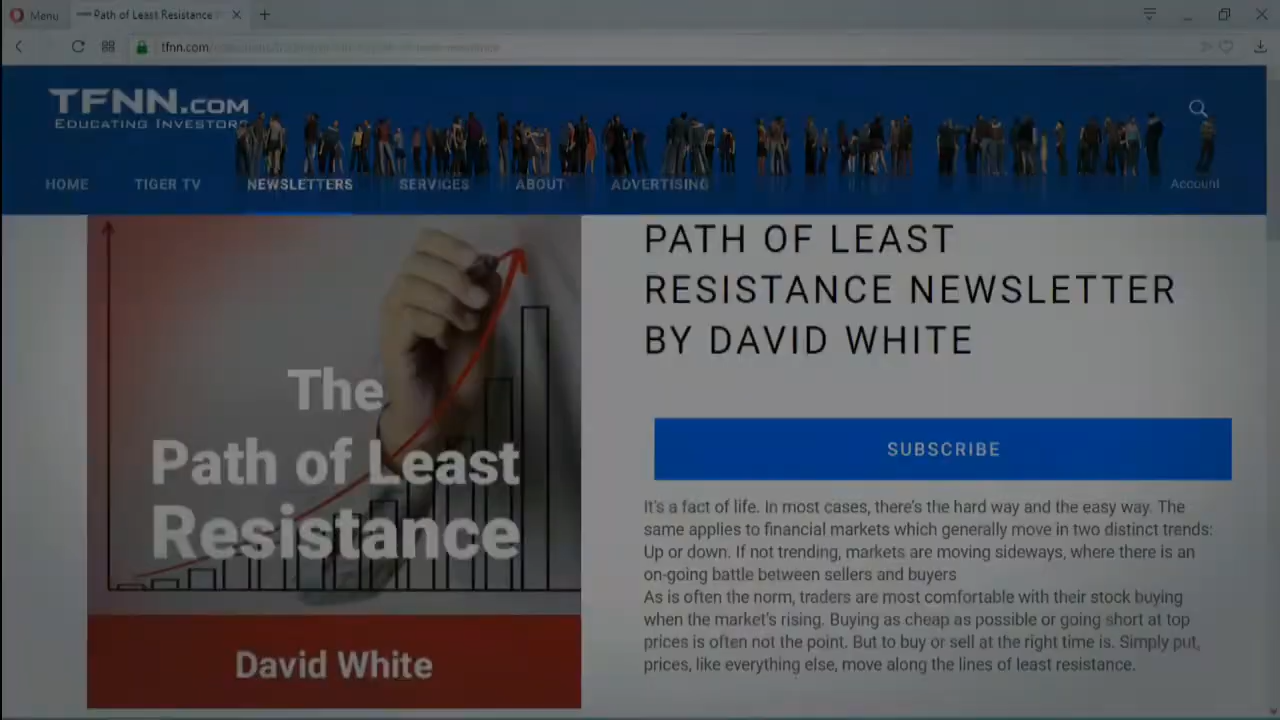 Menu
Path of Least Resistance
tfnn.com
TFNN.COM
EDUCATING INVESTORS
HOME
TIGER TV
NEWSLETTERS
SERVICES
ABOUT
ADVERTISING
Account
The
Path of Least
Resistance
David White
PATH OF LEAST
RESISTANCE NEWSLETTER
BY DAVID WHITE
SUBSCRIBE
It's a fact of life. In most cases, there's the hard way and the easy way. The
same applies to financial markets which generally move in two distinct trends:
Up or down. If not trending, markets are moving sideways, where there is an
on-going battle between sellers and buyers
As is often the norm, traders are most comfortable with their stock buying
when the market's rising. Buying as cheap as possible or going short at top
prices is often not the point. But to buy or sell at the right time is. Simply put,
prices, like everything else, move along the lines of least resistance.